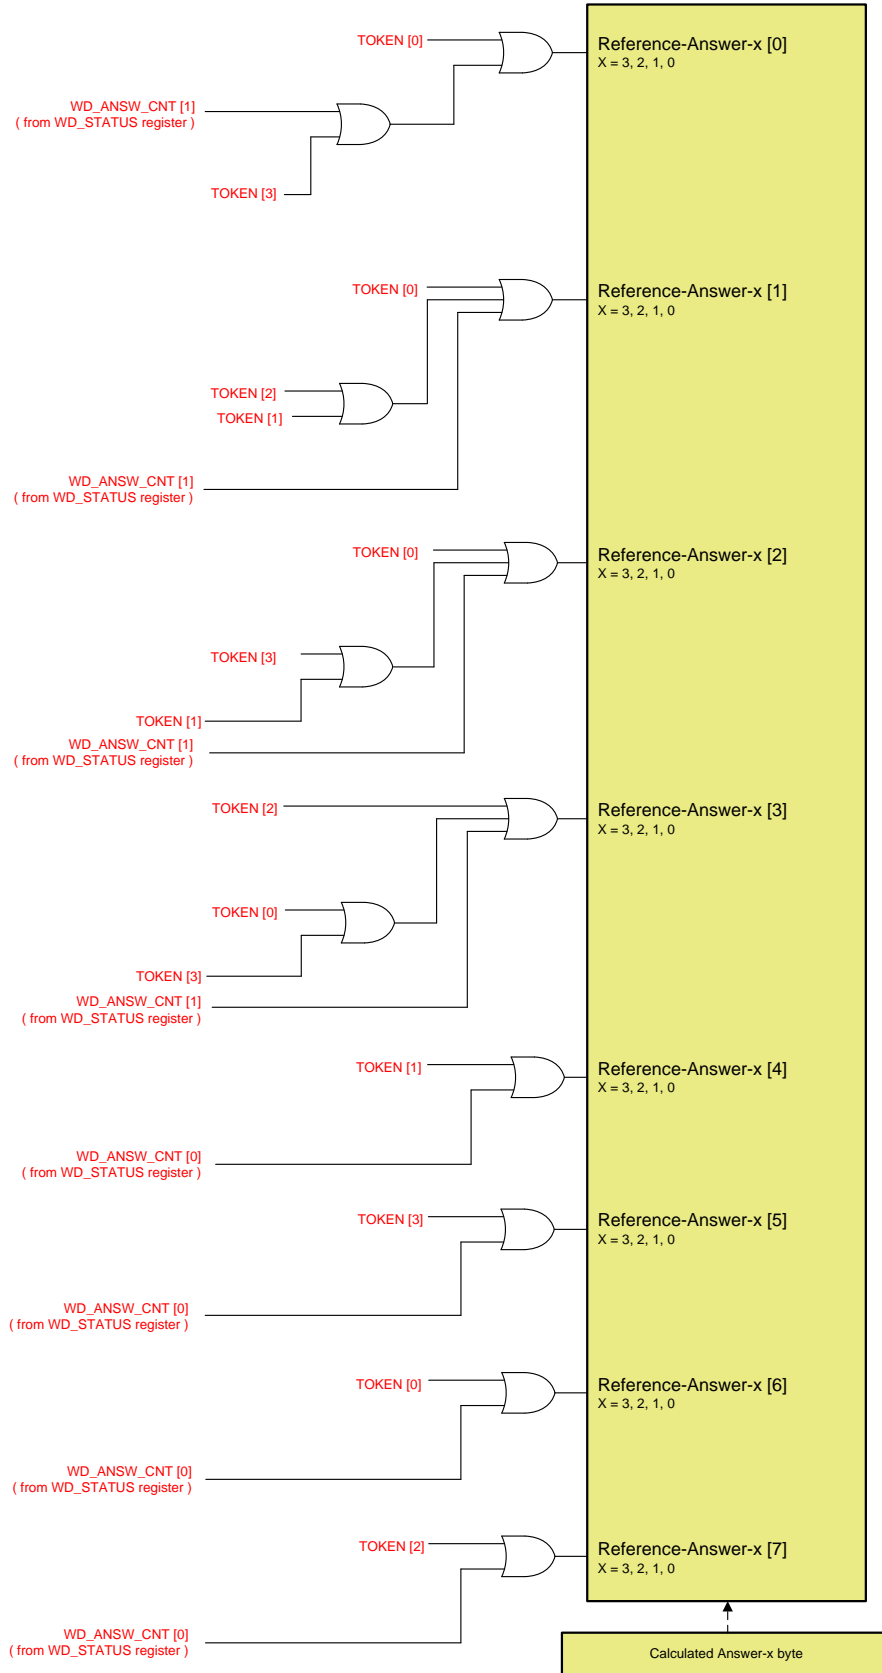 TOKEN [0]
Reference-Answer-x [0]
X = 3, 2, 1, 0
WD_ANSW_CNT [1]
( from WD_STATUS register )
TOKEN [3]
TOKEN [0]
Reference-Answer-x [1]
X = 3, 2, 1, 0
TOKEN [2]
TOKEN [1]
WD_ANSW_CNT [1]
( from WD_STATUS register )
TOKEN [0]
Reference-Answer-x [2]
X = 3, 2, 1, 0
TOKEN [3]
TOKEN [1]
WD_ANSW_CNT [1]
( from WD_STATUS register )
TOKEN [2]
Reference-Answer-x [3]
X = 3, 2, 1, 0
TOKEN [0]
TOKEN [3]
WD_ANSW_CNT [1]
( from WD_STATUS register )
TOKEN [1]
Reference-Answer-x [4]
X = 3, 2, 1, 0
WD_ANSW_CNT [0]
( from WD_STATUS register )
TOKEN [3]
Reference-Answer-x [5]
X = 3, 2, 1, 0
WD_ANSW_CNT [0]
( from WD_STATUS register )
TOKEN [0]
Reference-Answer-x [6]
X = 3, 2, 1, 0
WD_ANSW_CNT [0]
( from WD_STATUS register )
TOKEN [2]
Reference-Answer-x [7]
X = 3, 2, 1, 0
WD_ANSW_CNT [0]
( from WD_STATUS register )
Calculated Answer-x byte